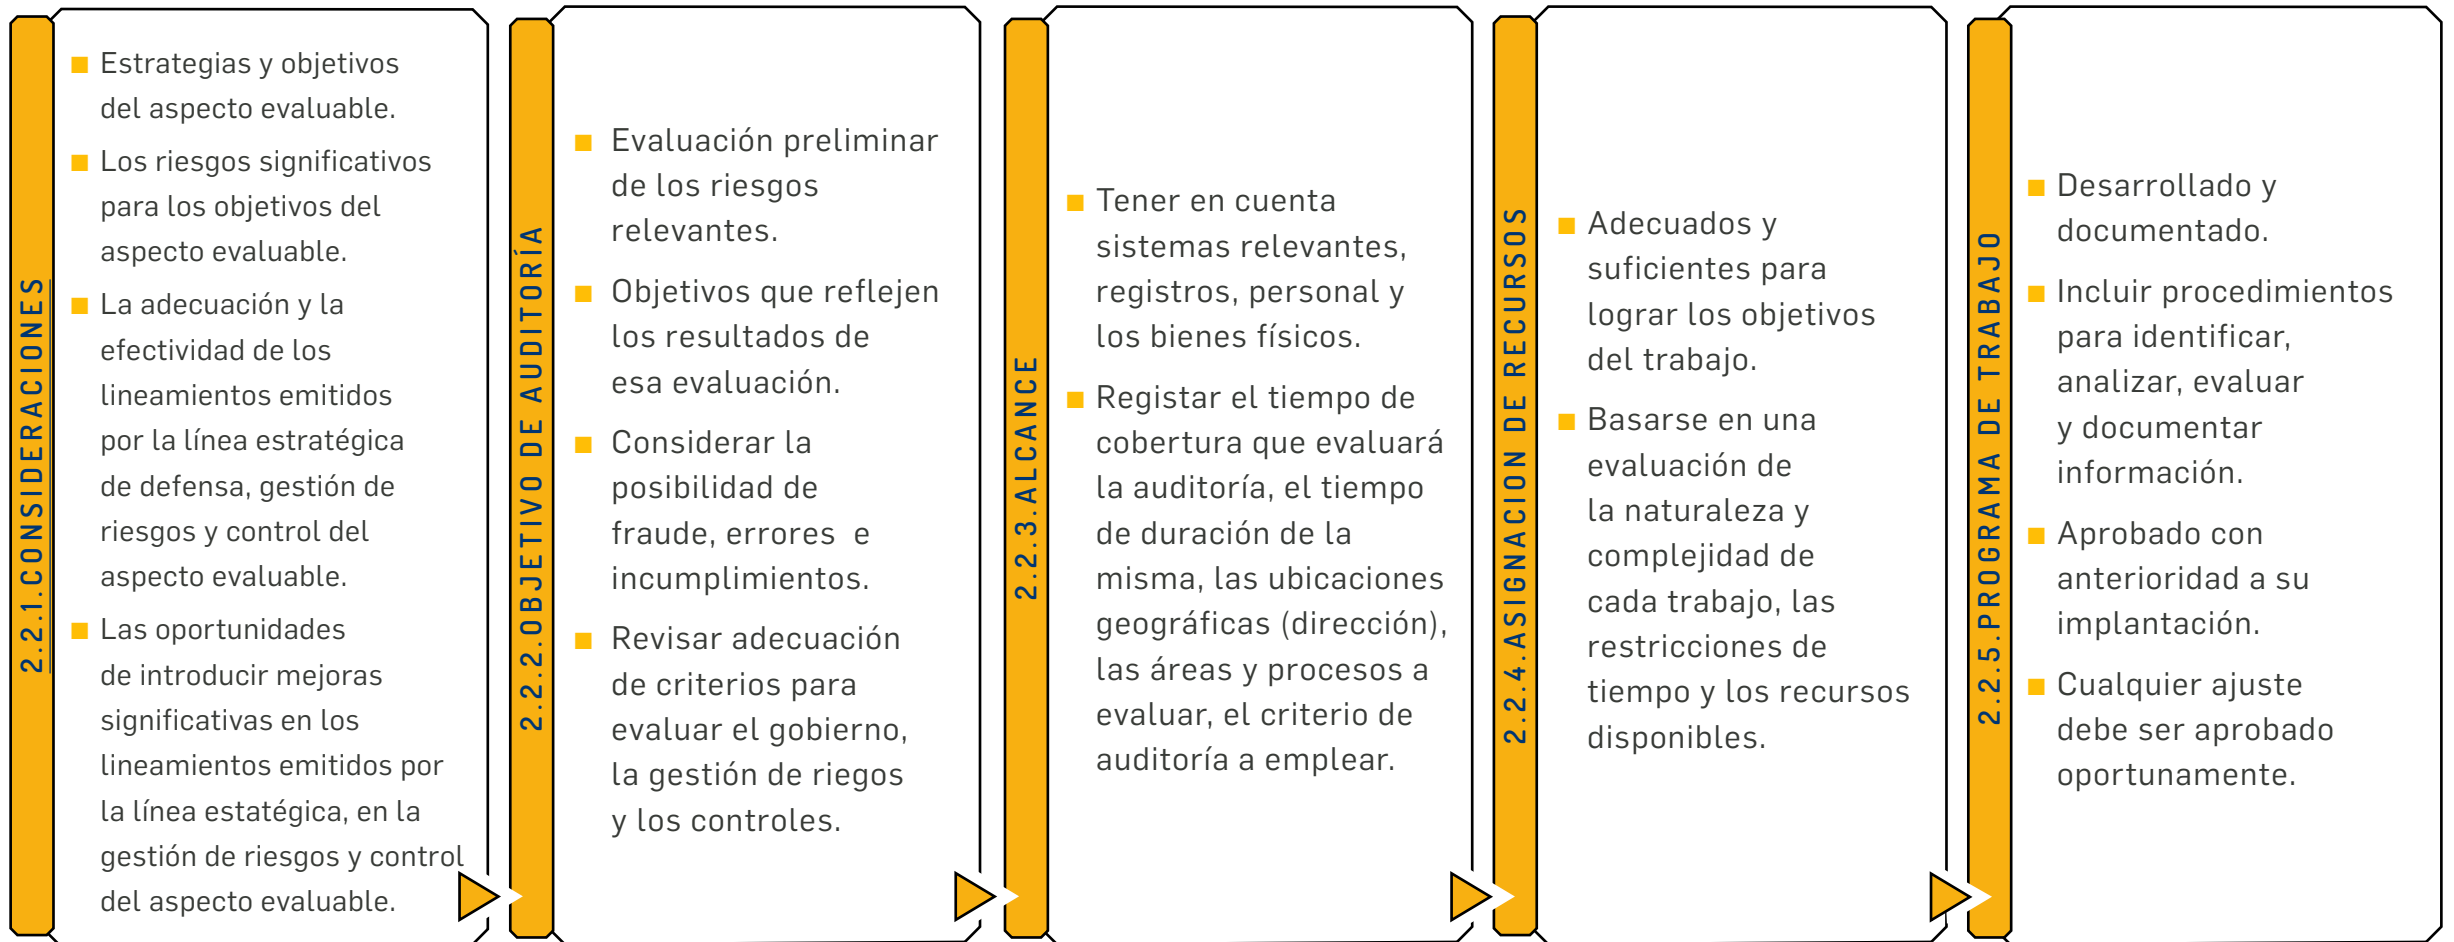 2.2.1.CONSIDERACIONES
Estrategias y objetivos
del aspecto evaluable.
Los riesgos significativos
para los objetivos del
aspecto evaluable.
La adecuación y la
efectividad de los
lineamientos emitidos
por la línea estratégica
de defensa, gestión de
riesgos y control del
aspecto evaluable.
Las oportunidades
de introducir mejoras
significativas en los
lineamientos emitidos por
la línea estatégica, en la
gestión de riesgos y control
del aspecto evaluable.
2.2.2.OBJETIVO DE AUDITORÍA
Evaluación preliminar
de los riesgos
relevantes.
Objetivos que reflejen
los resultados de
esa evaluación.
Considerar la
posibilidad de
fraude, errores e
incumplimientos.
Revisar adecuación
de criterios para
evaluar el gobierno,
la gestión de riegos
y los controles.
2.2.3.ALCANCE
Tener en cuenta
sistemas relevantes,
registros, personal y
los bienes físicos.
Registar el tiempo de
cobertura que evaluará
la auditoría, el tiempo
de duración de la
misma, las ubicaciones
geográficas (dirección),
las áreas y procesos a
evaluar, el criterio de
auditoría a emplear.
2.2.4.ASIGNACION DE RECURSOS
Adecuados y
suficientes para
lograr los objetivos
del trabajo.
Basarse en una
evaluación de
la naturaleza y
complejidad de
cada trabajo, las
restricciones de
tiempo y los recursos
disponibles.
2.2.5.PROGRAMA DE TRABAJO
Desarrollado y
documentado.
Incluir procedimientos
para identificar,
analizar, evaluar
y documentar
información.
Aprobado con
anterioridad a su
implantación.
Cualquier ajuste
debe ser aprobado
oportunamente.